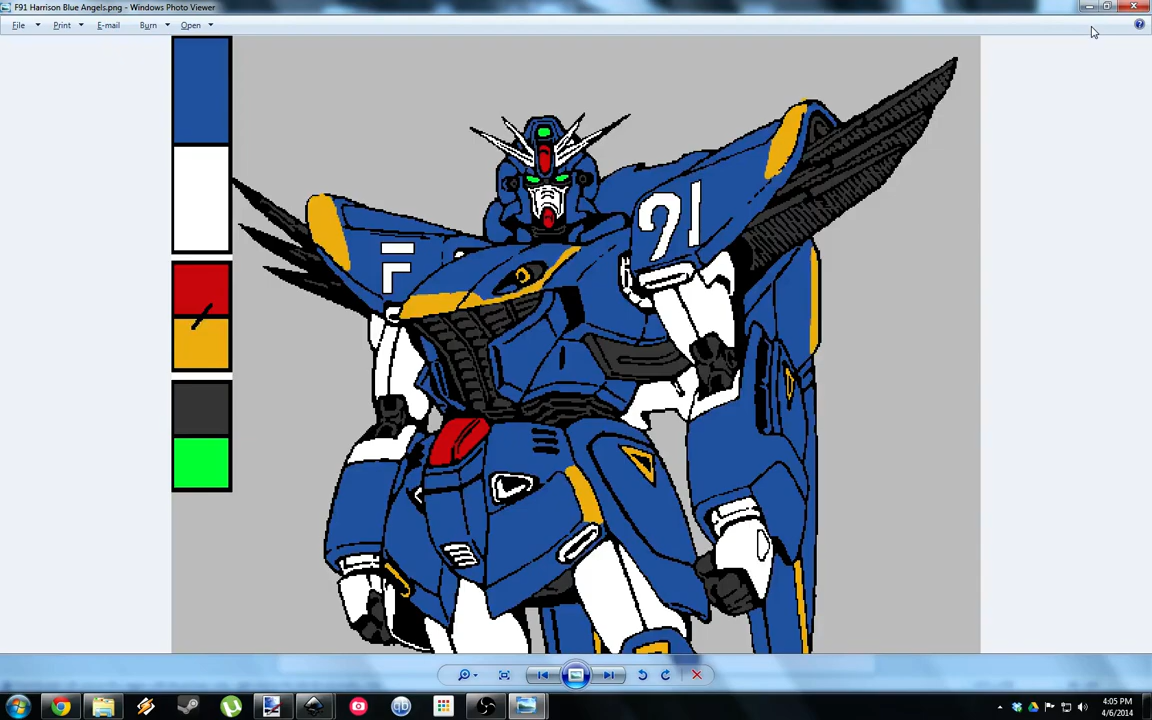 F91 Harrison Blue Angels.png - Windows Photo Viewer
File Print E-mail Burn Open
91
F
4:05 PM
4/6/2014